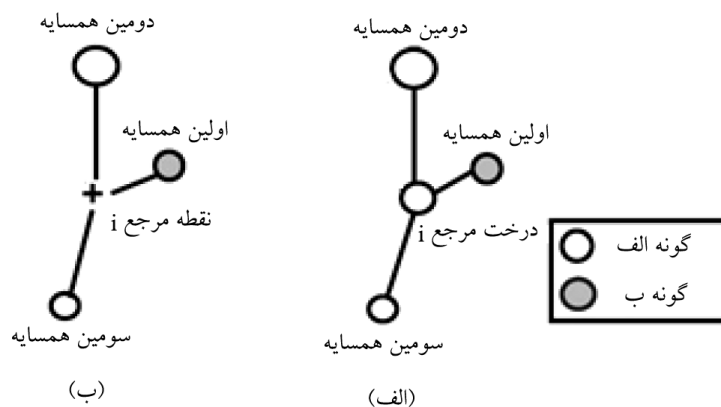 دومین همسایه
اولین همسایه
درخت مرجع i
سومین همسایه
(الف)
دومین همسایه
اولین همسایه
نقطه مرجع i
سومین همسایه
(ب)
گونه الف
گونه ب